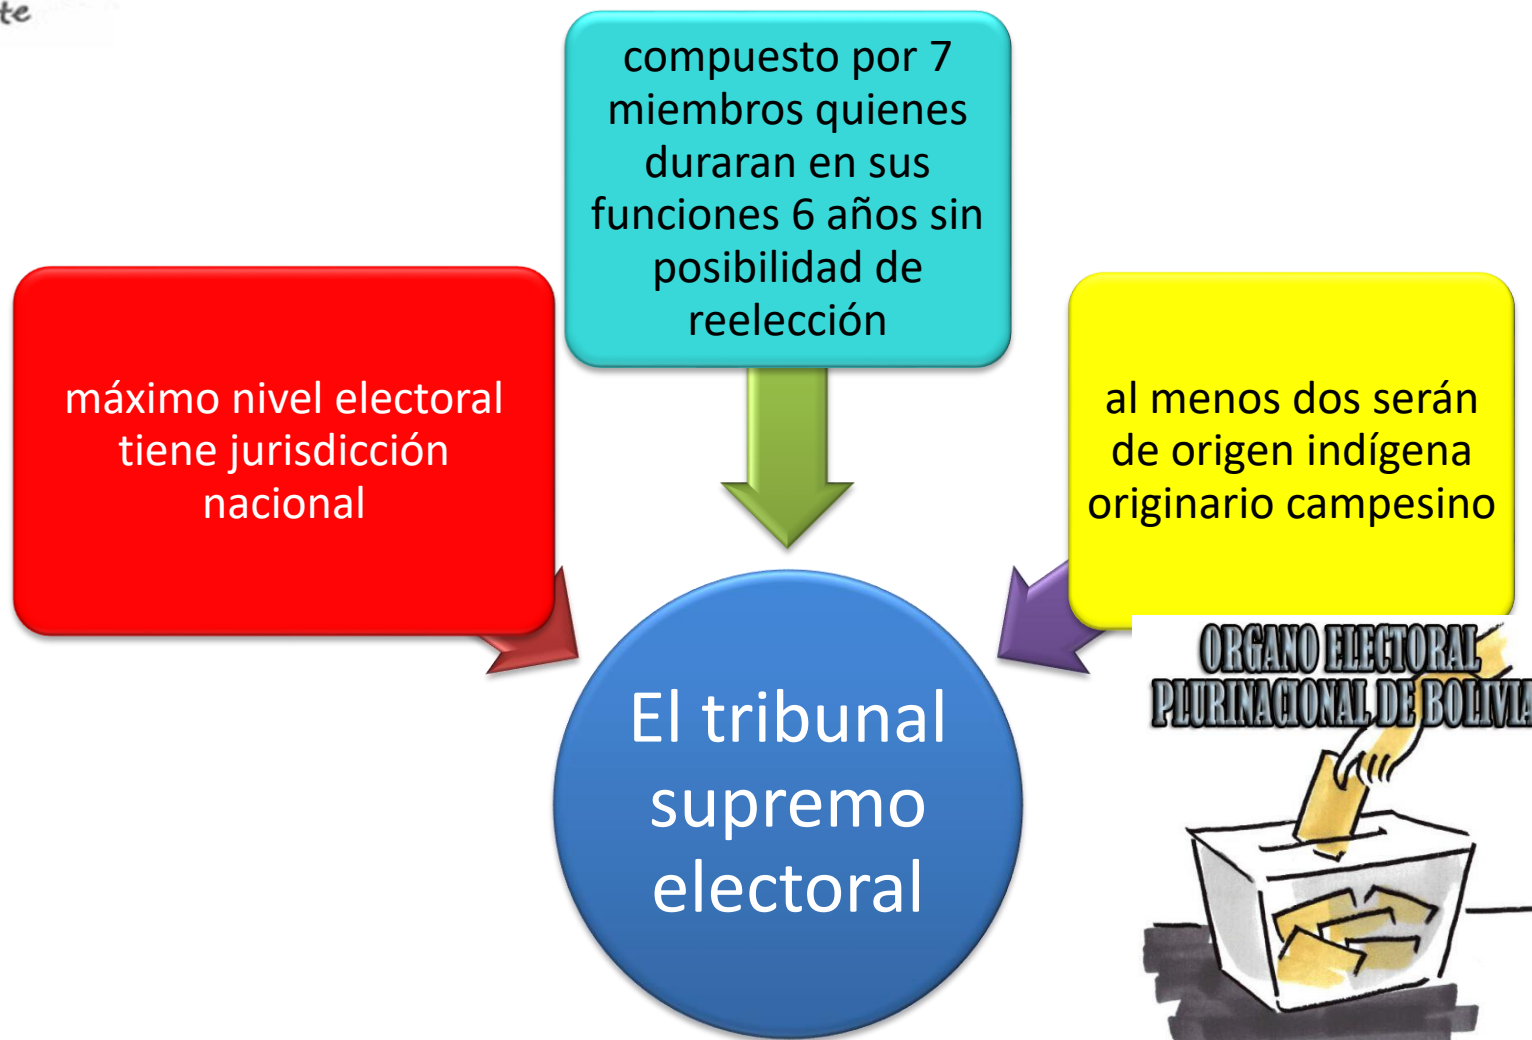 te
compuesto por 7
miembros quienes
duraran en sus
funciones 6 años sin
posibilidad de
reelección
máximo nivel electoral
tiene jurisdicción
nacional
al menos dos serán
de origen indígena
originario campesino
El tribunal
supremo
electoral
ORGANO ELECTORAL
PLURINACIONAL DE BOLIVIA